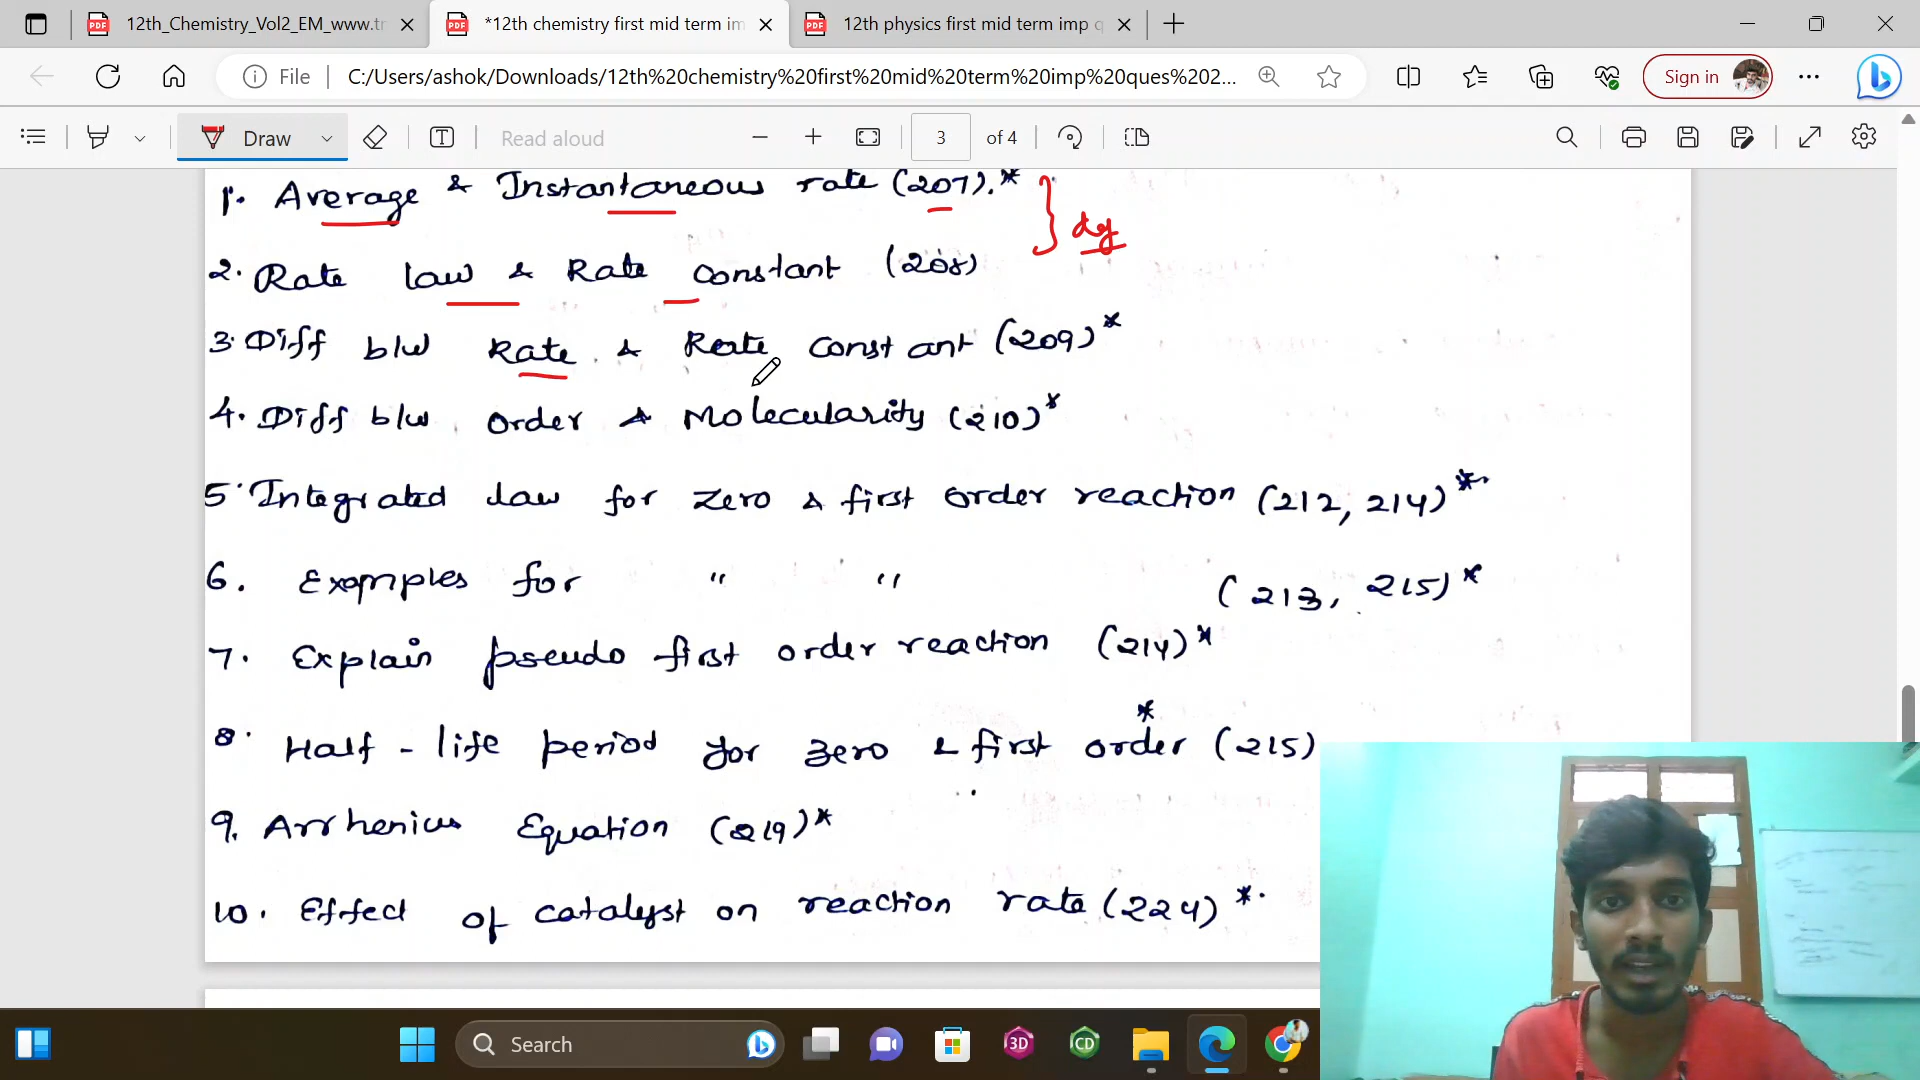 12th_Chemistry_Vol2_EM_www.tr
*12th chemistry first mid term im
12th physics first mid term imp q
File
C:/Users/ashok/Downloads/12th%20chemistry%20first%20mid%20term%20imp%20ques%202...
Sign in
Draw
Read aloud
3 of 4
1. Average & Instantaneous rate (207).*
2. Rate law & Rate constant (208)
3. Diff b/w Rate & Rate constant (209)*
4. Diff b/w order & Molecularity (210)*
5. Integrated law for zero & first order reaction (212, 214)*
6. Examples for " " (213, 215)*
7. Explain pseudo first order reaction (214)*
8. Half-life period for zero & first order* (215)
9. Arrhenius Equation (219)*
10. Effect of catalyst on reaction rate (224)*.
Search
3D
CD